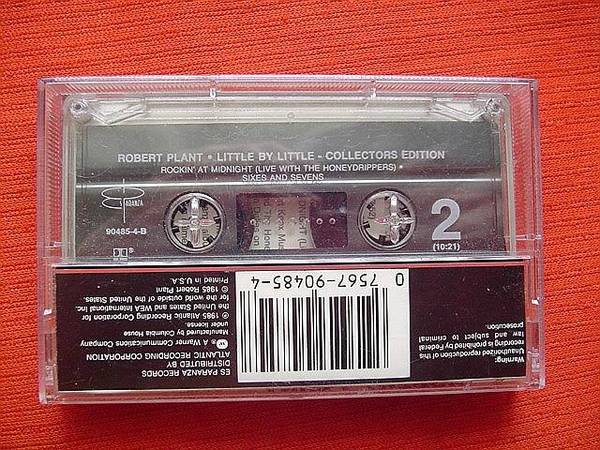 ROBERT PLANT • LITTLE BY LITTLE - COLLECTORS EDITION
ROCKIN' AT MIDNIGHT (LIVE WITH THE HONEYDRIPPERS) •
SIXES AND SEVENS
ES PARANZA
90485-4-B
2
(10:21)
0 7567-90485-4
ES PARANZA RECORDS
DISTRIBUTED BY
ATLANTIC RECORDING CORPORATION
A Warner Communications Company
Manufactured by Columbia House
under license.
℗ 1985 Atlantic Recording Corporation for
the United States and WEA International Inc.
for the world outside of the United States.
© 1985 Robert Plant
Printed in U.S.A.
Warning:
Unauthorized reproduction of this
recording is prohibited by Federal
law and subject to criminal
prosecution.